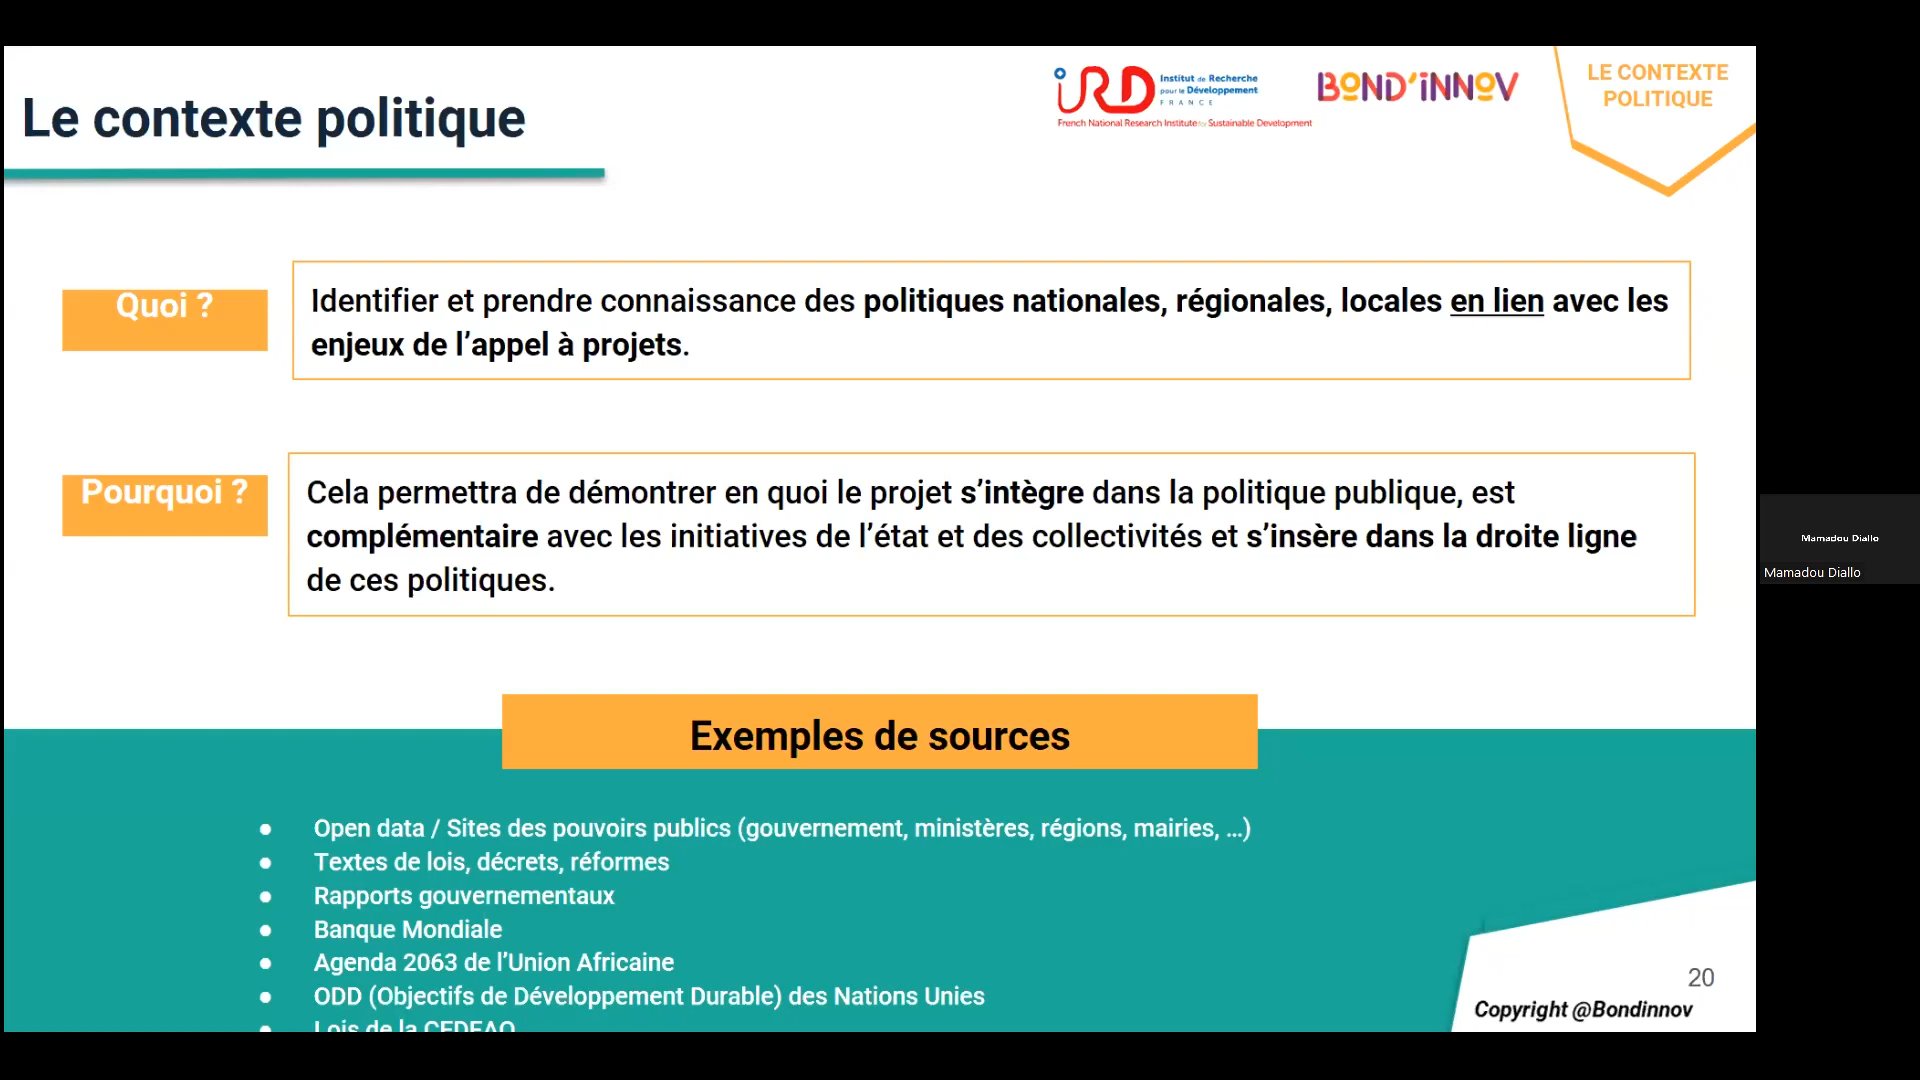 Le contexte politique
iRD Institut de Recherche
pour le Développement
FRANCE
French National Research Institute for Sustainable Development
BOND'iNNOV
LE CONTEXTE
POLITIQUE
Quoi ?
Identifier et prendre connaissance des politiques nationales, régionales, locales en lien avec les
enjeux de l’appel à projets.
Pourquoi ?
Cela permettra de démontrer en quoi le projet s’intègre dans la politique publique, est
complémentaire avec les initiatives de l’état et des collectivités et s’insère dans la droite ligne
de ces politiques.
Mamadou Diallo
Mamadou Diallo
Exemples de sources
● Open data / Sites des pouvoirs publics (gouvernement, ministères, régions, mairies, ...)
● Textes de lois, décrets, réformes
● Rapports gouvernementaux
● Banque Mondiale
● Agenda 2063 de l’Union Africaine
● ODD (Objectifs de Développement Durable) des Nations Unies
● Lois de la CEDEAO
20
Copyright @Bondinnov